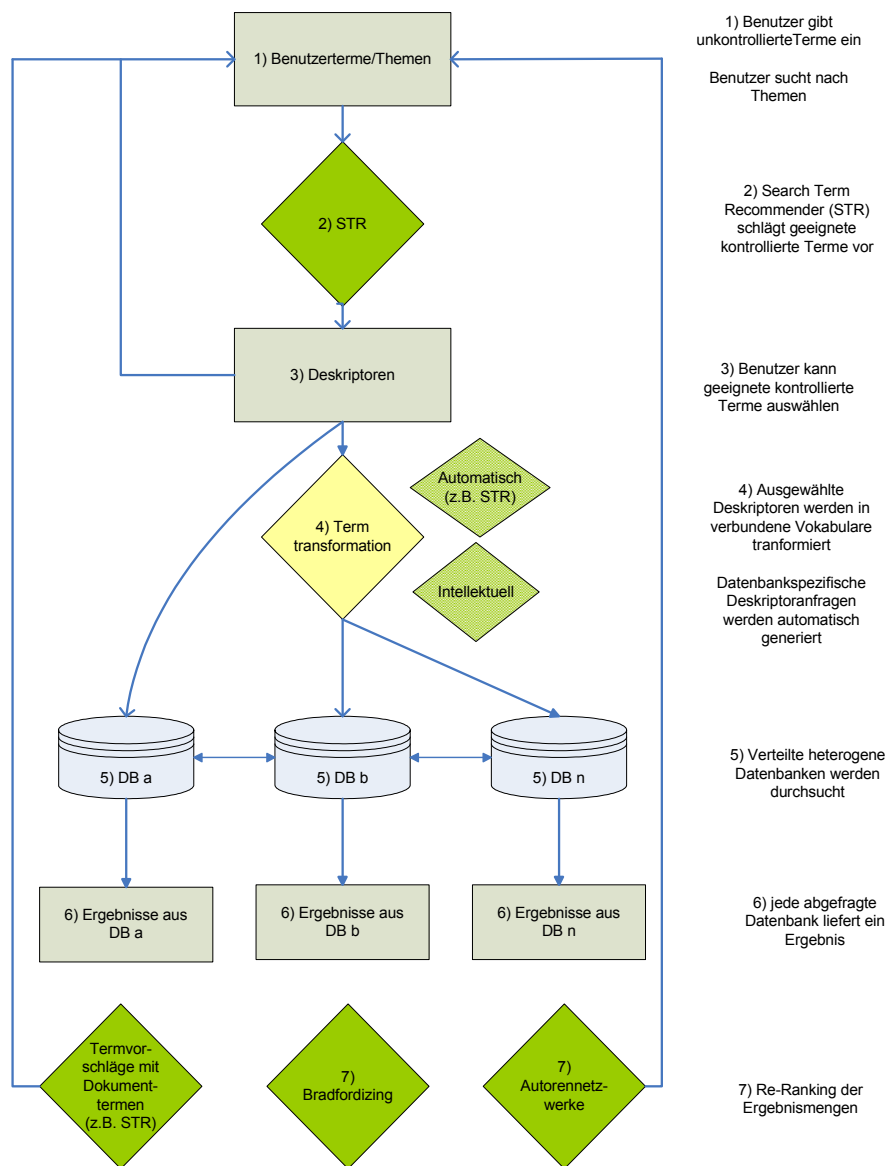 1) Benutzerterme/Themen
1) Benutzer gibt
unkontrollierteTerme ein
Benutzer sucht nach
Themen
2) STR
2) Search Term
Recommender (STR)
schlägt geeignete
kontrollierte Terme vor
3) Deskriptoren
3) Benutzer kann
geeignete kontrollierte
Terme auswählen
4) Term
transformation
Automatisch
(z.B. STR)
Intellektuell
4) Ausgewählte
Deskriptoren werden in
verbundene Vokabulare
tranformiert
Datenbankspezifische
Deskriptoranfragen
werden automatisch
generiert
5) DB a
5) DB b
5) DB n
5) Verteilte heterogene
Datenbanken werden
durchsucht
6) Ergebnisse aus
DB a
6) Ergebnisse aus
DB b
6) Ergebnisse aus
DB n
6) jede abgefragte
Datenbank liefert ein
Ergebnis
Termvor-
schläge mit
Dokument-
termen
(z.B. STR)
7)
Bradfordizing
7)
Autorennetz-
werke
7) Re-Ranking der
Ergebnismengen